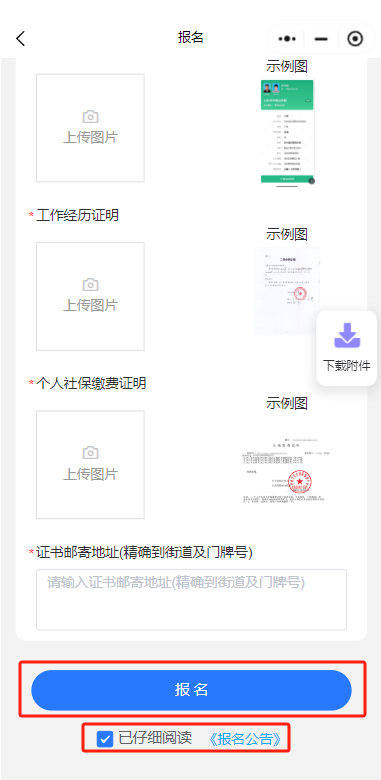 报名
示例图
上传图片
*工作经历证明
示例图
上传图片
下载附件
*个人社保缴费证明
示例图
上传图片
*证书邮寄地址(精确到街道及门牌号)
请输入证书邮寄地址(精确到街道及门牌号)
报名
已仔细阅读 《报名公告》